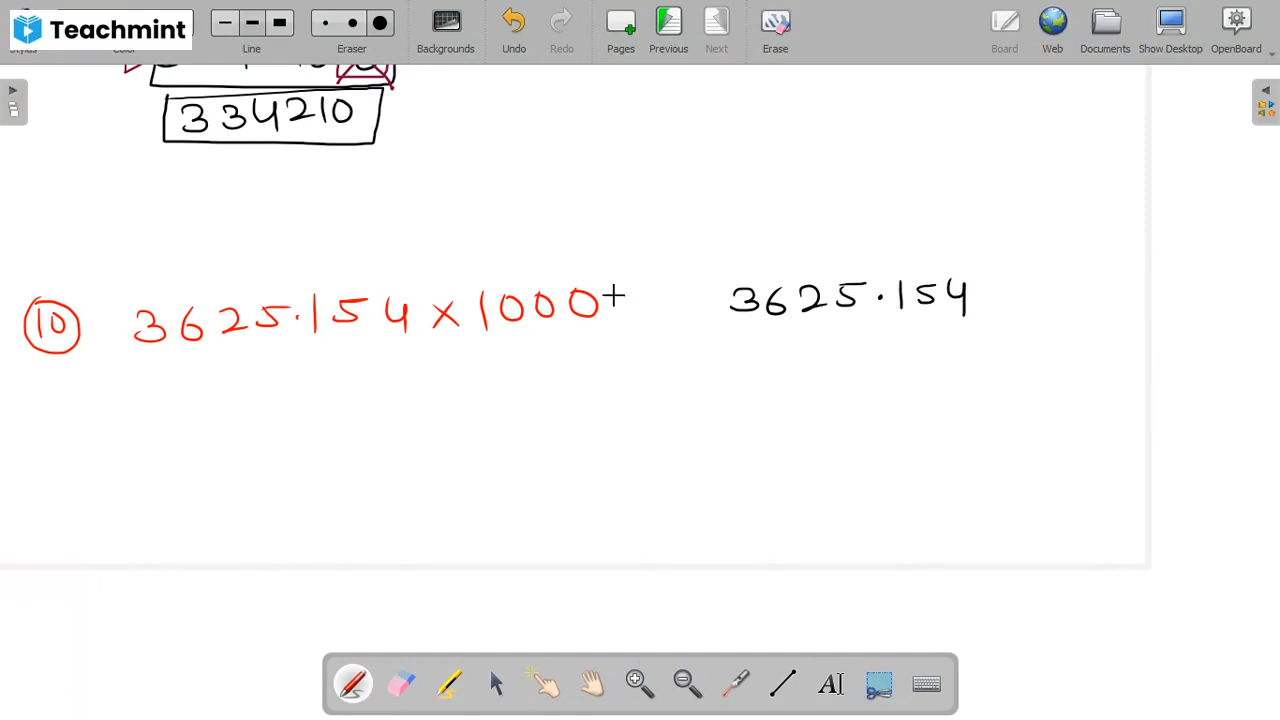 Teachmint
Line
Eraser
Backgrounds
Undo
Redo
Pages
Previous
Next
Erase
Board
Web
Documents
Show Desktop
OpenBoard
334210
10 3625.154 × 1000 3625.154
AI